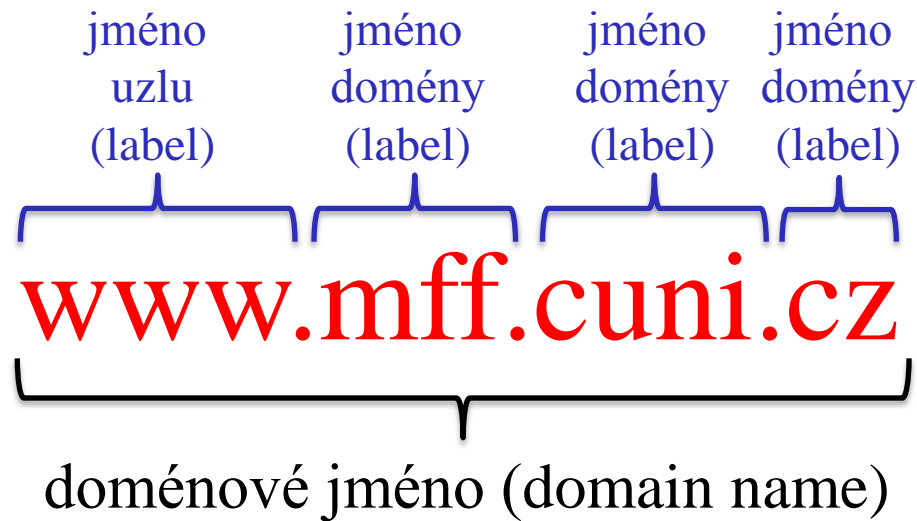 jméno
uzlu
(label)
jméno
domény
(label)
jméno
domény
(label)
jméno
domény
(label)
www.mff.cuni.cz
doménové jméno (domain name)